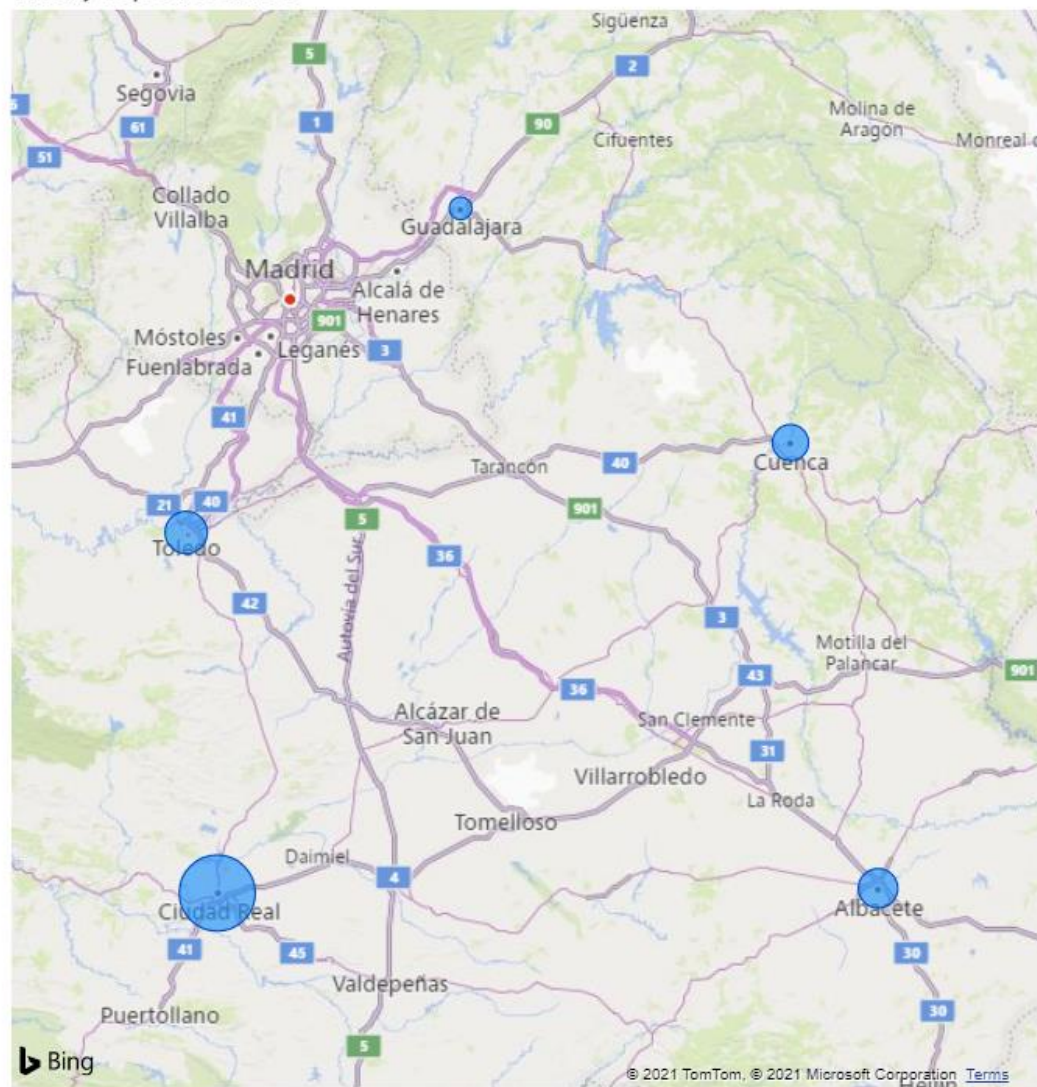 Sigüenza
5
2
Segovia
1
90
Molina de
Aragón
61
Cifuentes
Monreal
51
Collado
Villalba
Guadalajara
Madrid
Alcalá de
Henares
901
Móstoles
Leganés
3
Fuenlabrada
41
Cuenca
Tarancón
40
21
40
901
5
Toledo
36
Autovía del Sur
42
3
Motilla del
Palancar
901
43
36
Alcázar de
San Juan
San Clemente
31
Villarrobledo
La Roda
Tomelloso
Daimiel
4
Ciudad Real
Albacete
41
45
30
Valdepeñas
Puertollano
30
5
Bing
© 2021 TomTom, © 2021 Microsoft Corporation Terms